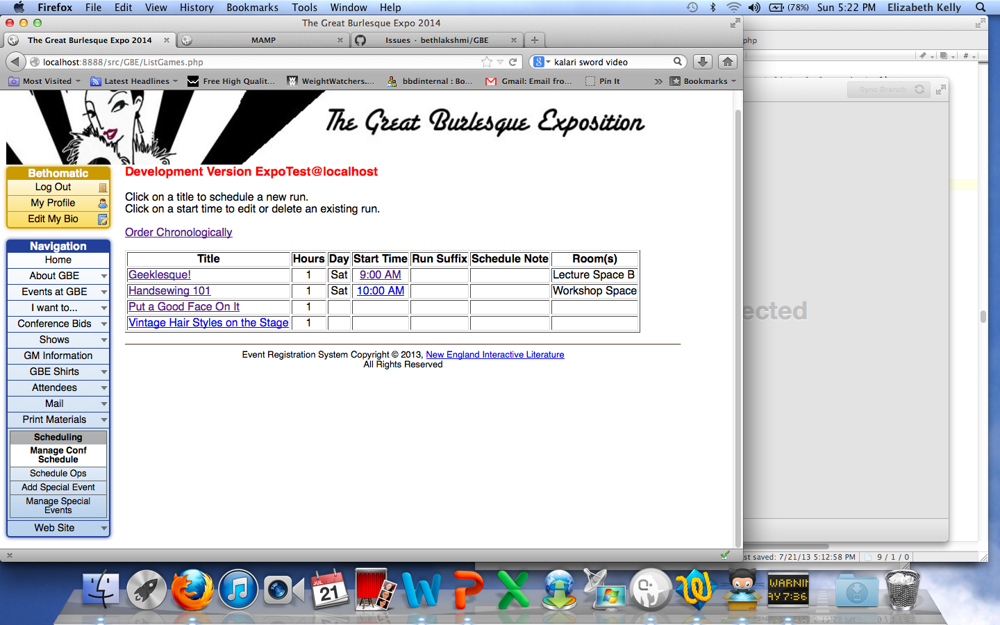 Firefox File Edit View History Bookmarks Tools Window Help (78%) Sun 5:22 PM Elizabeth Kelly
The Great Burlesque Expo 2014
The Great Burlesque Expo 2014 MAMP Issues · bethlakshmi/GBE
php
localhost:8888/src/GBE/ListGames.php kalari sword video
Most Visited Latest Headlines Free High Qualit... WeightWatchers.... bbdinternal : Bo... Gmail: Email fro... Pin It » Bookmarks
Sync Branch
The Great Burlesque Exposition
Bethomatic
Log Out
My Profile
Edit My Bio
Navigation
Home
About GBE
Events at GBE
I want to...
Conference Bids
Shows
GM Information
GBE Shirts
Attendees
Mail
Print Materials
Scheduling
Manage Conf
Schedule
Schedule Ops
Add Special Event
Manage Special
Events
Web Site
Development Version ExpoTest@localhost
Click on a title to schedule a new run.
Click on a start time to edit or delete an existing run.
Order Chronologically
Title Hours Day Start Time Run Suffix Schedule Note Room(s)
Geeklesque! 1 Sat 9:00 AM Lecture Space B
Handsewing 101 1 Sat 10:00 AM Workshop Space
Put a Good Face On It 1
Vintage Hair Styles on the Stage 1
Event Registration System Copyright © 2013, New England Interactive Literature
All Rights Reserved
ected
st saved: 7/21/13 5:12:58 PM 9 / 1 / 0
JUL
21
WARNIN
AY 7:36